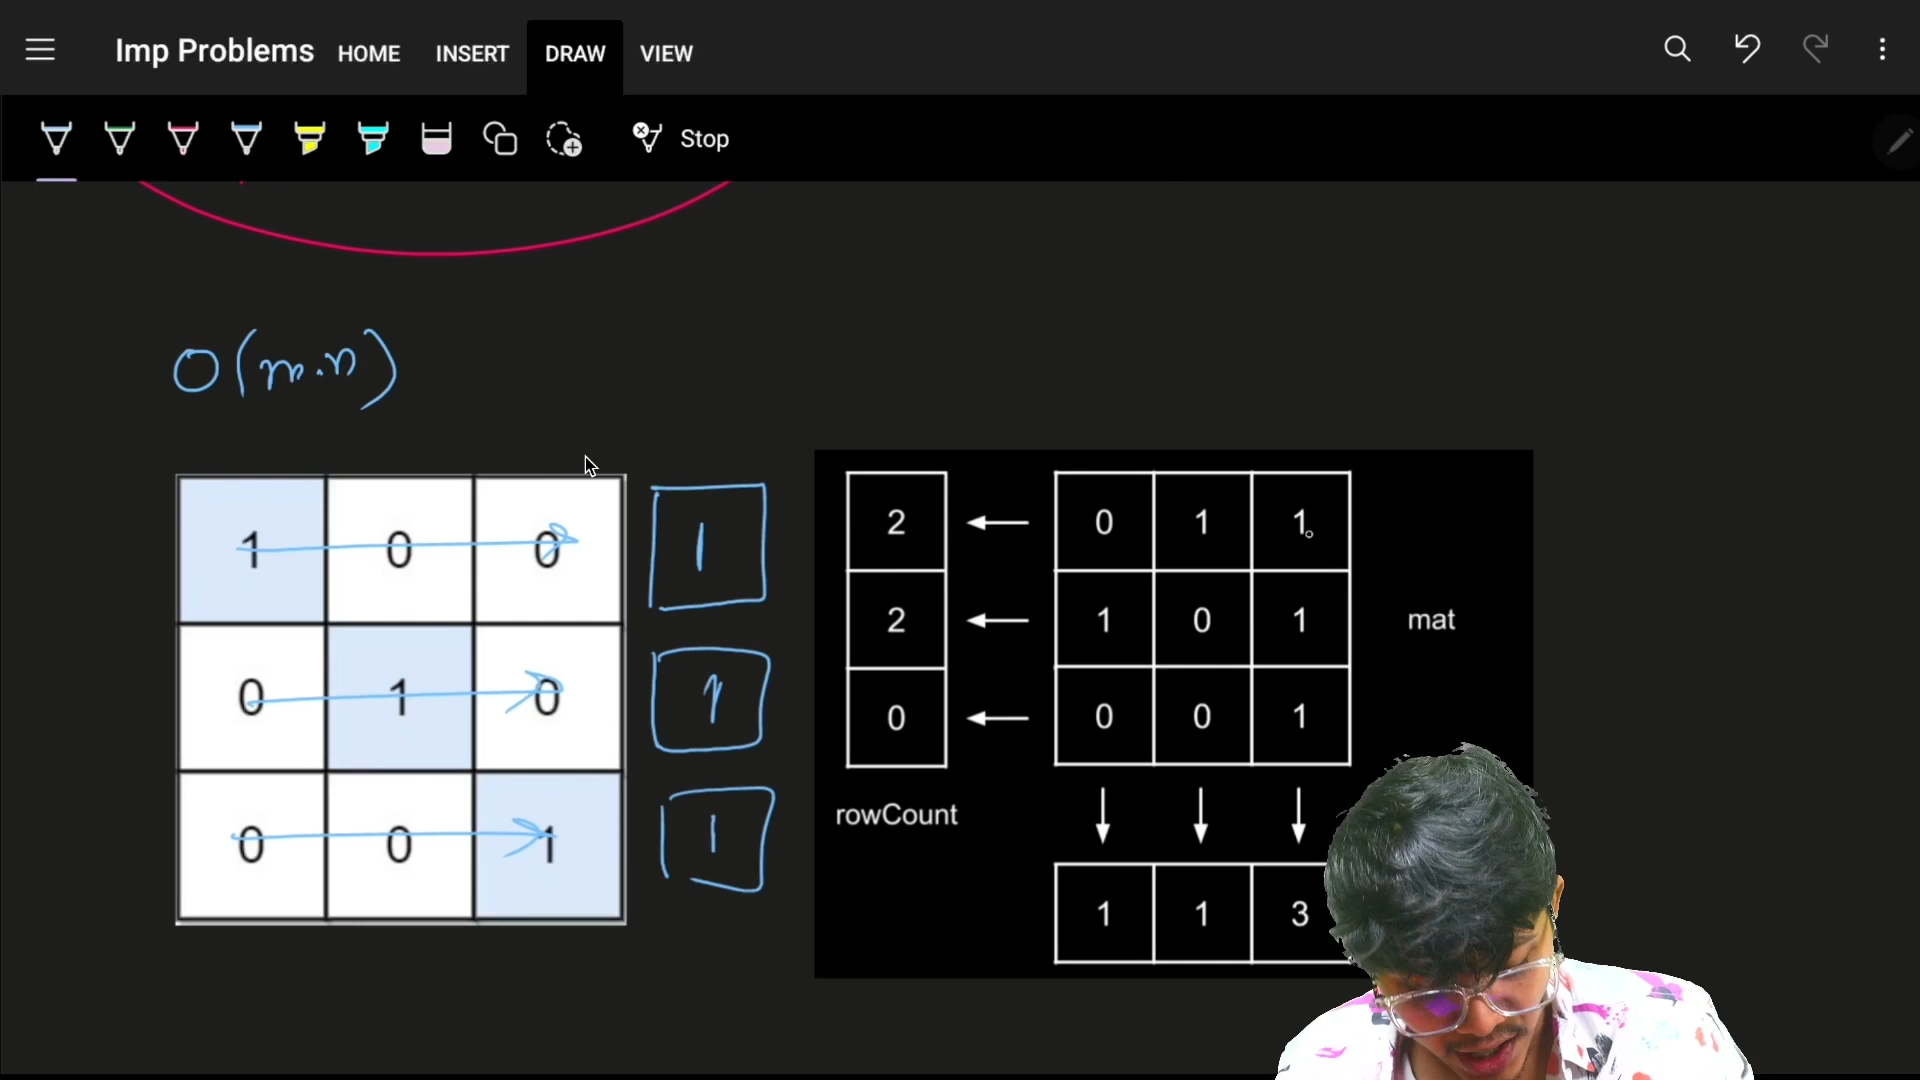 Imp Problems HOME INSERT DRAW VIEW
Stop
O(m.n)
1 0 0 1
0 1 0 1
0 0 1 1
2 0 1 1
2 1 0 1 mat
0 0 0 1
rowCount
1 1 3